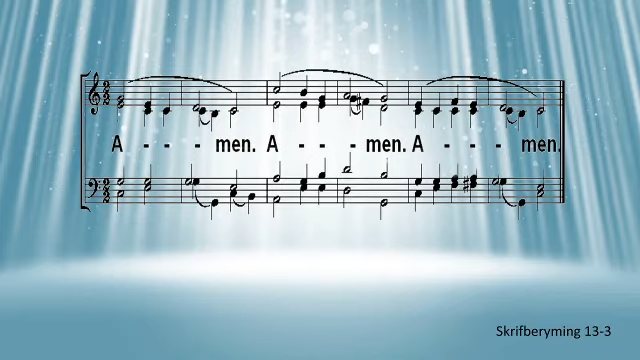 A - - - men. A - - - men. A - - - men.
Skrifberyming 13-3